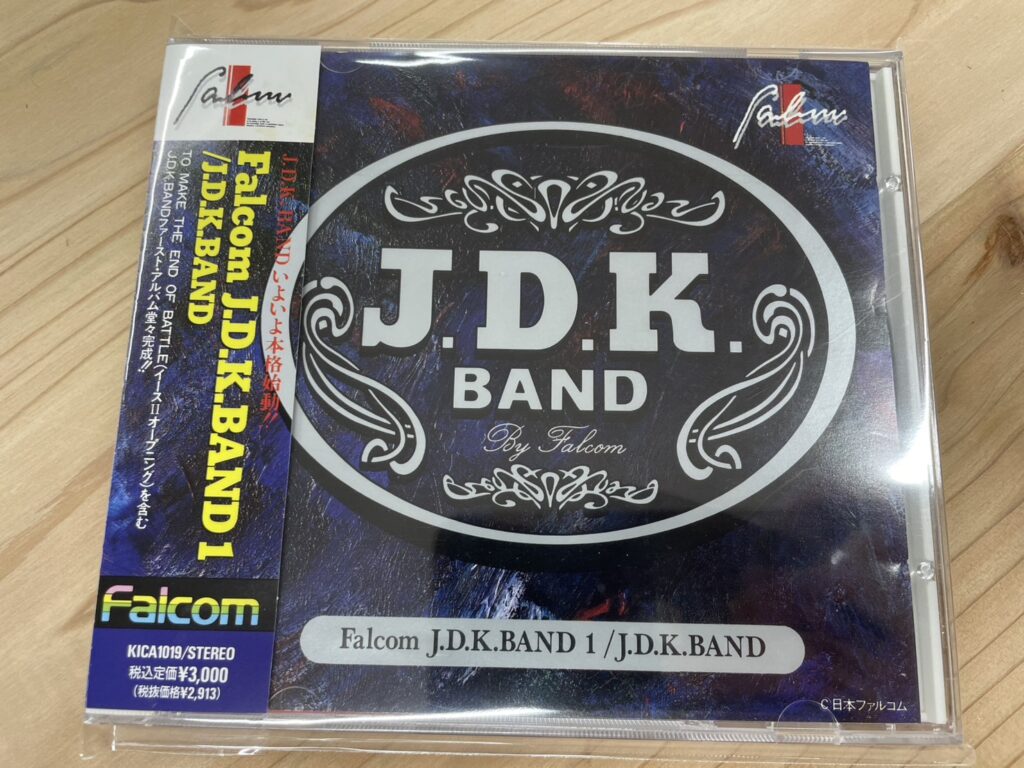 Falcom
J.D.K. BANDいよいよ本格始動!!
Falcom J.D.K.BAND 1
/J.D.K.BAND
TO MAKE THE END OF BATTLE(イースⅡオープニング)を含む
J.D.K.BANDファースト・アルバム堂々完成!!
Falcom
KICA1019/STEREO
税込定価¥3,000
(税抜価格¥2,913)
Falcom
J.D.K.
BAND
By Falcom
Falcom J.D.K.BAND 1/J.D.K.BAND
C 日本ファルコム